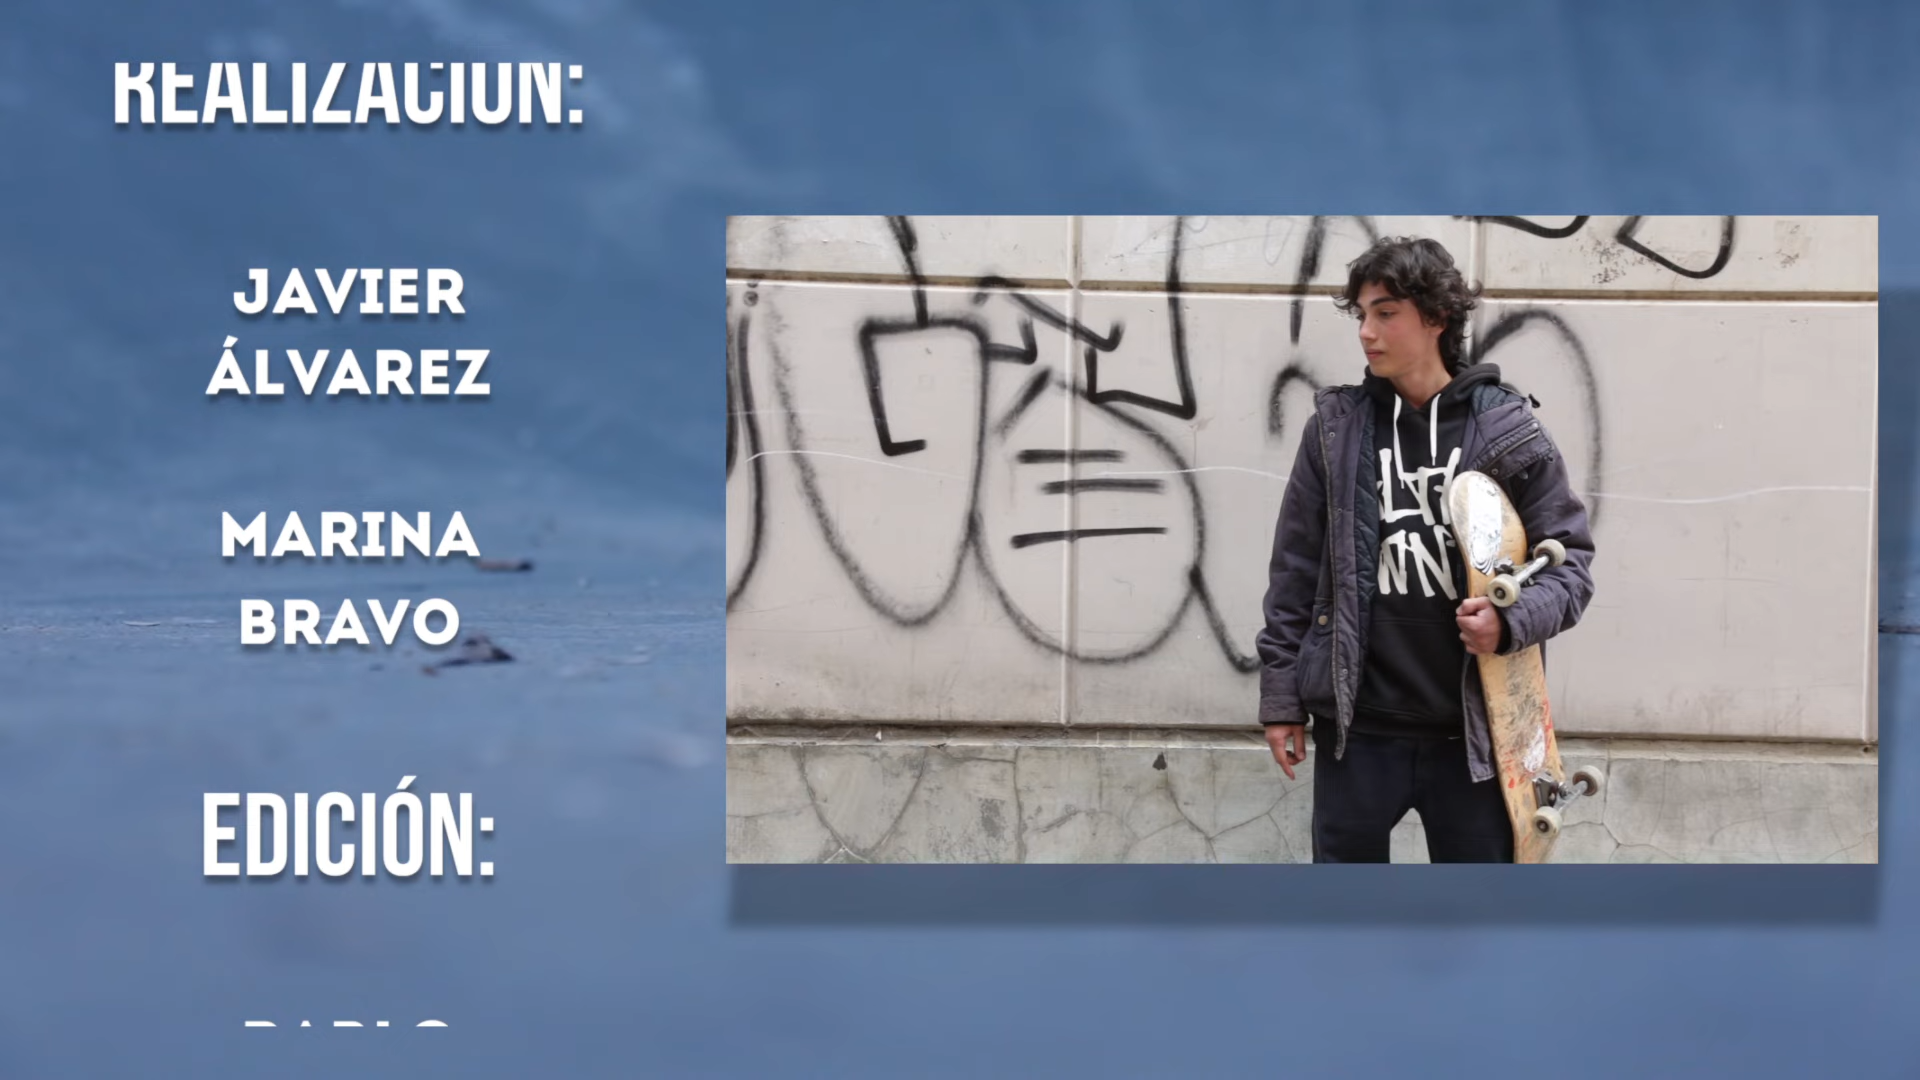 REALIZACIÓN:
JAVIER
ÁLVAREZ
MARINA
BRAVO
EDICIÓN: